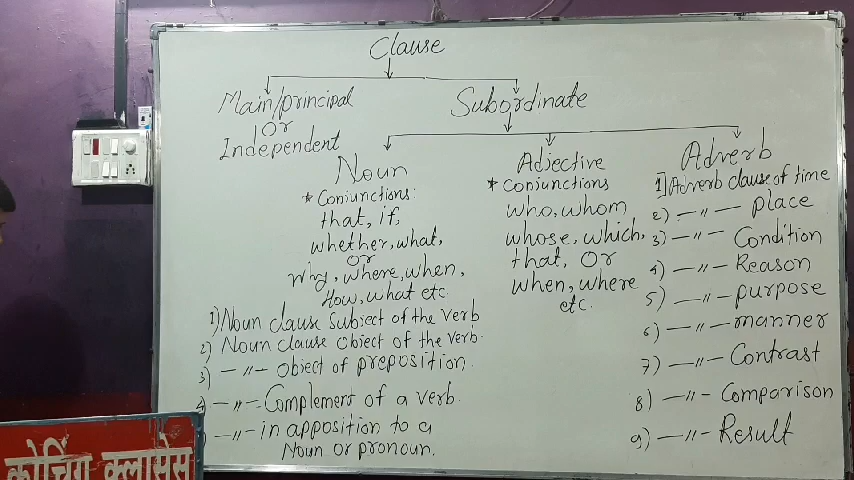 Clause
Main/principal
Or
Independent
Subordinate
Noun
* Conjunctions:
that, if,
whether, what,
or
why, where, when,
How, what etc.
1) Noun clause Subject of the verb
2) Noun clause object of the verb.
3) — 〃 — object of preposition.
4) — 〃 — Complement of a verb.
) — 〃 — in apposition to a
Noun or pronoun.
Adjective
* Conjunctions
who, whom
whose, which,
that, or
when, where
etc.
Adverb
1] Adverb clause of time
2) — 〃 — place
3) — 〃 — Condition
4) — 〃 — Reason
5) — 〃 — purpose
6) — 〃 — manner
7) — 〃 — Contrast
8) — 〃 — Comparison
9) — 〃 — Result
कोचिंग क्लासेस